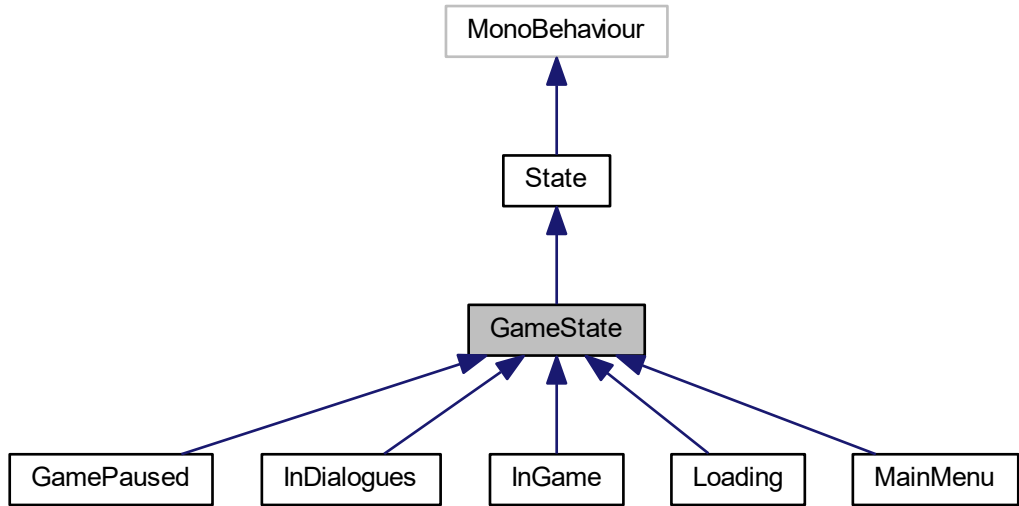 MonoBehaviour
State
GameState
GamePaused
InDialogues
InGame
Loading
MainMenu